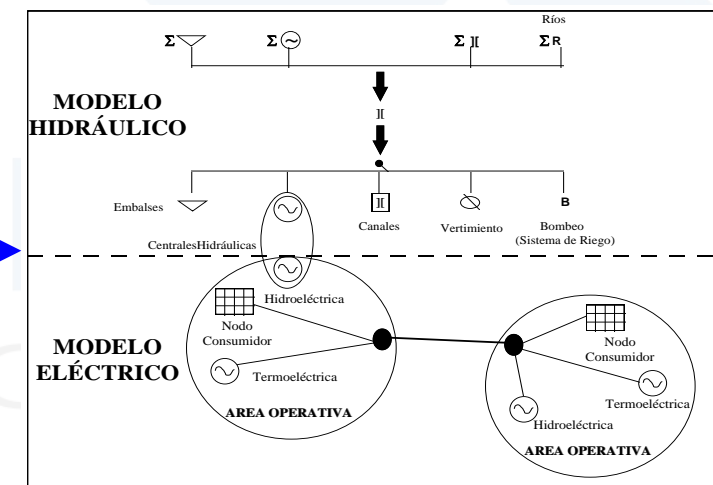 Ríos
Σ Σ Σ ][ Σ R
MODELO
HIDRÁULICO
][
][
B
Embalses
Canales
Vertimiento
Bombeo
(Sistema de Riego)
CentralesHidráulicas
Hidroeléctrica
Nodo
Consumidor
Nodo
Consumidor
MODELO
ELÉCTRICO
Termoeléctrica
Termoeléctrica
AREA OPERATIVA
Hidroeléctrica
AREA OPERATIVA